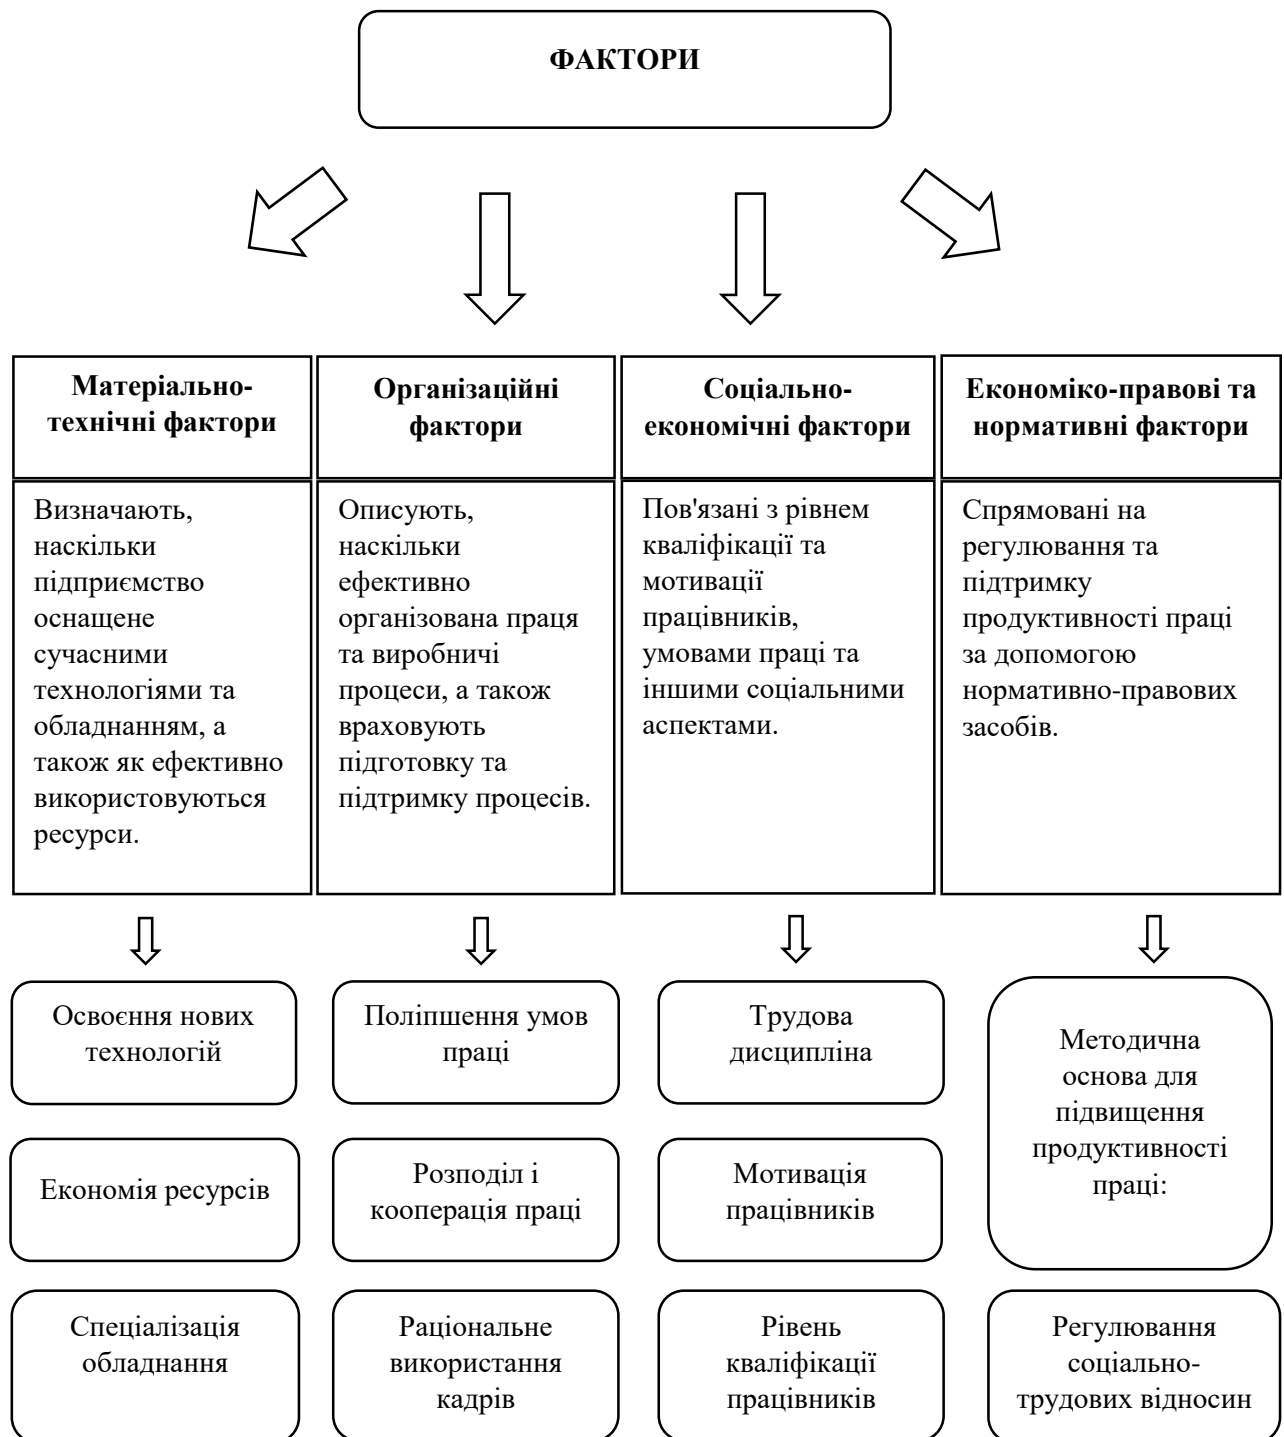 ФАКТОРИ
Матеріально-
технічні фактори
Організаційні
фактори
Соціально-
економічні фактори
Економіко-правові та
нормативні фактори
Визначають,
наскільки
підприємство
оснащене
сучасними
технологіями та
обладнанням, а
також як ефективно
використовуються
ресурси.
Описують,
наскільки
ефективно
організована праця
та виробничі
процеси, а також
враховують
підготовку та
підтримку процесів.
Пов'язані з рівнем
кваліфікації та
мотивації
працівників,
умовами праці та
іншими соціальними
аспектами.
Спрямовані на
регулювання та
підтримку
продуктивності праці
за допомогою
нормативно-правових
засобів.
Освоєння нових
технологій
Поліпшення умов
праці
Трудова
дисципліна
Методична
основа для
підвищення
продуктивності
праці:
Економія ресурсів
Розподіл і
кооперація праці
Мотивація
працівників
Спеціалізація
обладнання
Раціональне
використання
кадрів
Рівень
кваліфікації
працівників
Регулювання
соціально-
трудових відносин